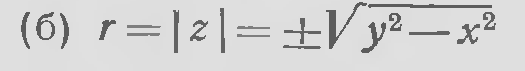 (б) r = |z| = ±√y² — x²